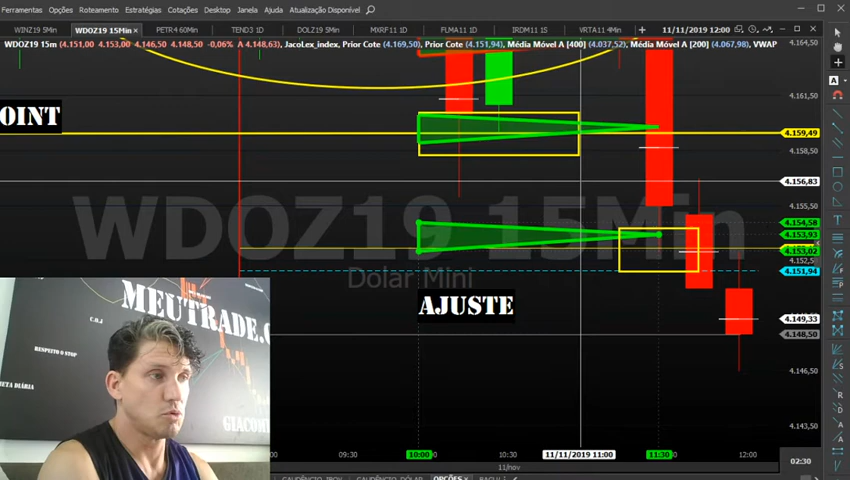 Ferramentas Opções Roteamento Estratégias Cotações Desktop Janela Ajuda Atualização Disponível
WINZ19 5Min WDOZ19 15Min PETR4 60Min TEND3 1D DOLZ19 5Min MXRF11 1D FLMA11 1D IRDM11 1S VRTA11 4Min 11/11/2019 12:00
WDOZ19 15m (4.151,00 4.153,00 4.146,50 4.148,50 -0,06% A 4.148,63), JacoLex_index, Prior Cote (4.169,50), Prior Cote (4.151,94), Média Móvel A [400] (4.037,52), Média Móvel A [200] (4.067,98), VWAP
4.164,50
4.161,50
OINT
4.159,49
4.158,50
4.156,83
4.155,50
WDOZ19 15Min
4.154,58
4.153,93
4.153,02
4.152,5
4.151,94
Dolar Mini
AJUSTE
4.149,33
4.148,50
4.146,50
4.143,50
MEUTRADE.C
C.O.J
RESPEITO O STOP
META DIÁRIA
GIACOM
09:30 10:00 10:30 11/11/2019 11:00 11:30 12:00
11/nov
02:30
OPÇÕES